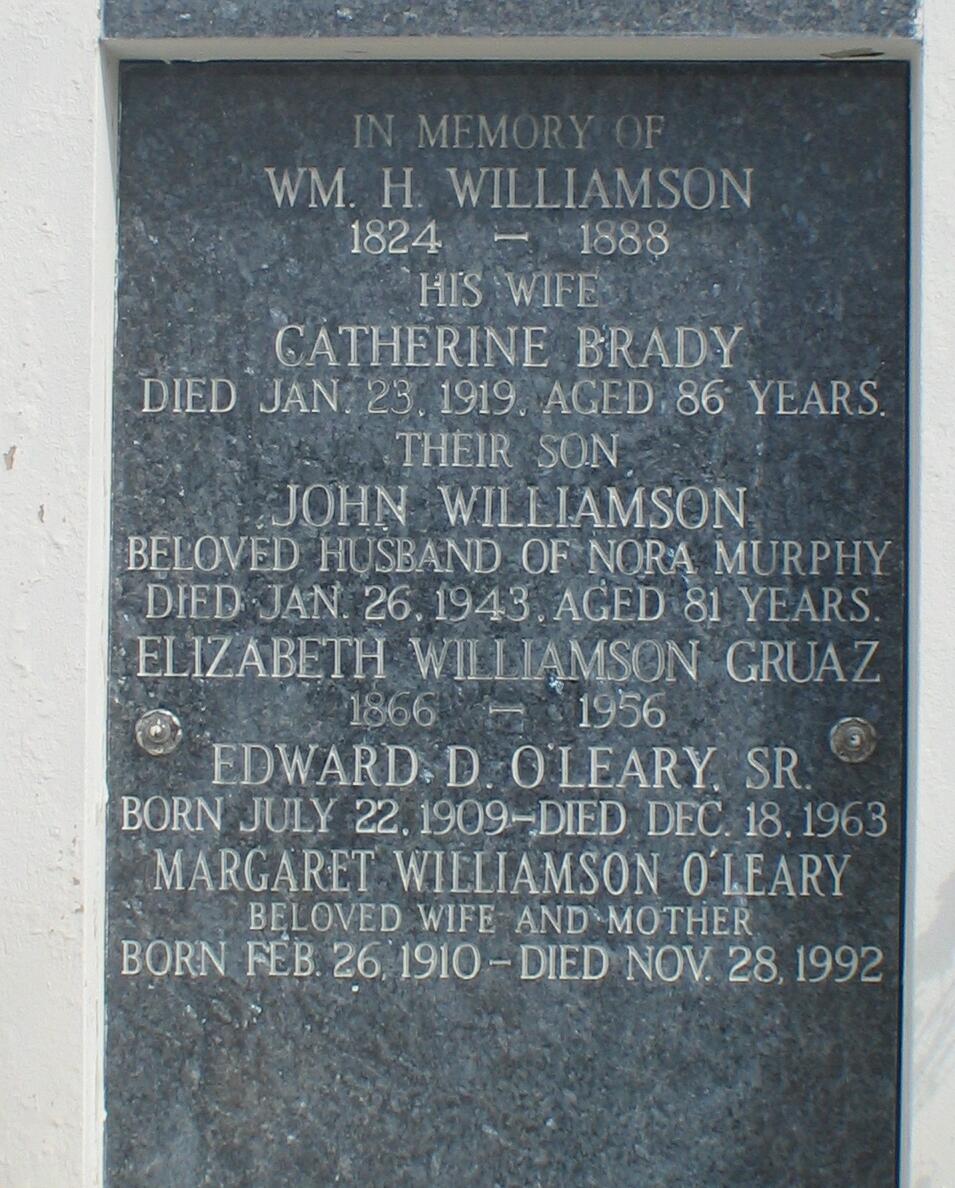 IN MEMORY OF
WM. H. WILLIAMSON
1824 – 1888
HIS WIFE
CATHERINE BRADY
DIED JAN. 23, 1919, AGED 86 YEARS.
THEIR SON
JOHN WILLIAMSON
BELOVED HUSBAND OF NORA MURPHY
DIED JAN. 26, 1943, AGED 81 YEARS.
ELIZABETH WILLIAMSON GRUAZ
1866 – 1956
EDWARD D. O'LEARY, SR.
BORN JULY 22, 1909–DIED DEC. 18, 1963
MARGARET WILLIAMSON O'LEARY
BELOVED WIFE AND MOTHER
BORN FEB. 26, 1910–DIED NOV. 28, 1992